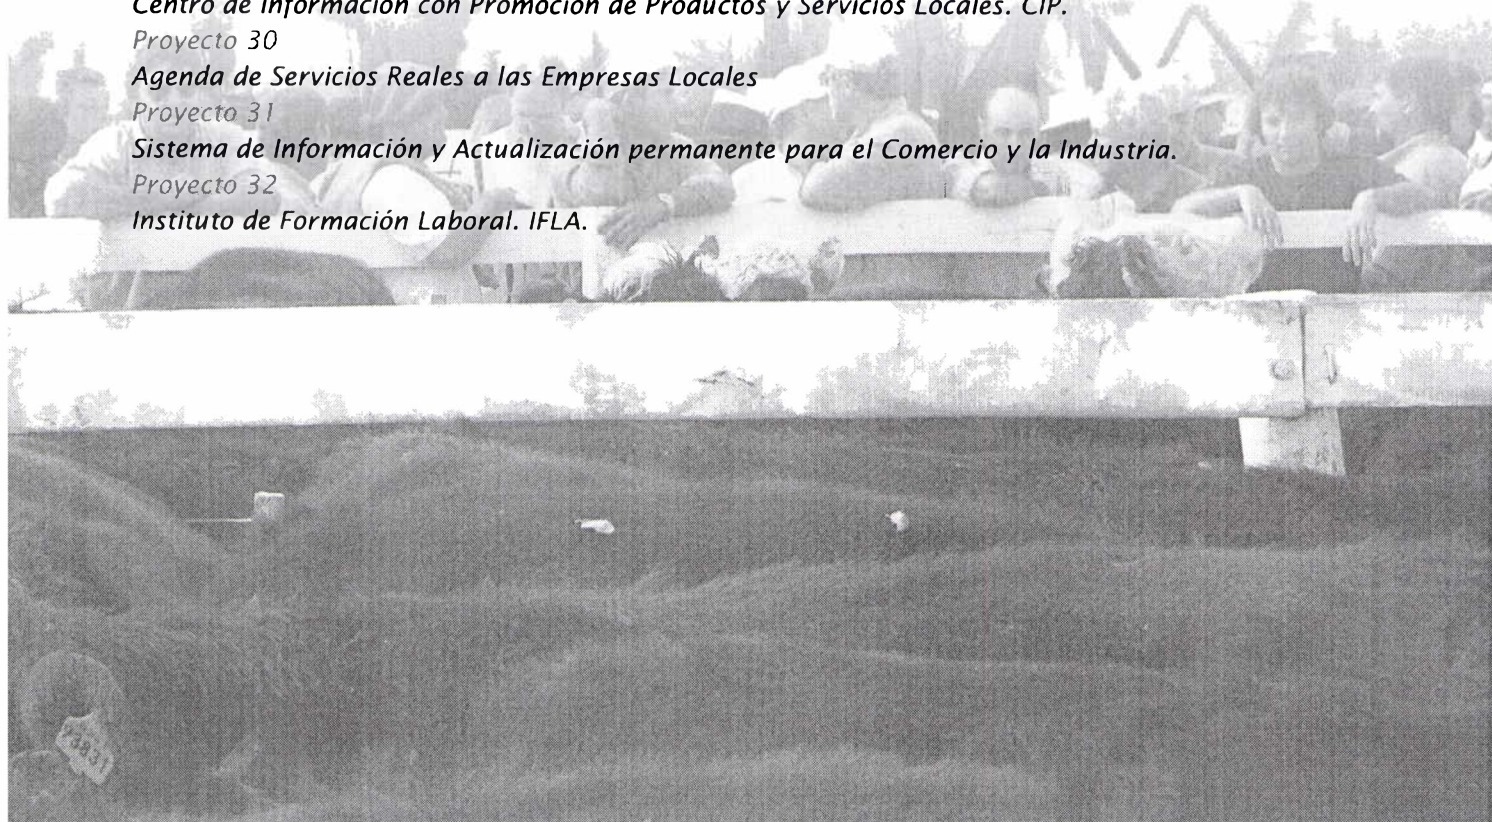 Centro de Información con Promoción de Productos y Servicios Locales. CIP.
Proyecto 30
Agenda de Servicios Reales a las Empresas Locales
Proyecto 31
Sistema de Información y Actualización permanente para el Comercio y la Industria.
Proyecto 32
Instituto de Formación Laboral. IFLA.
93831